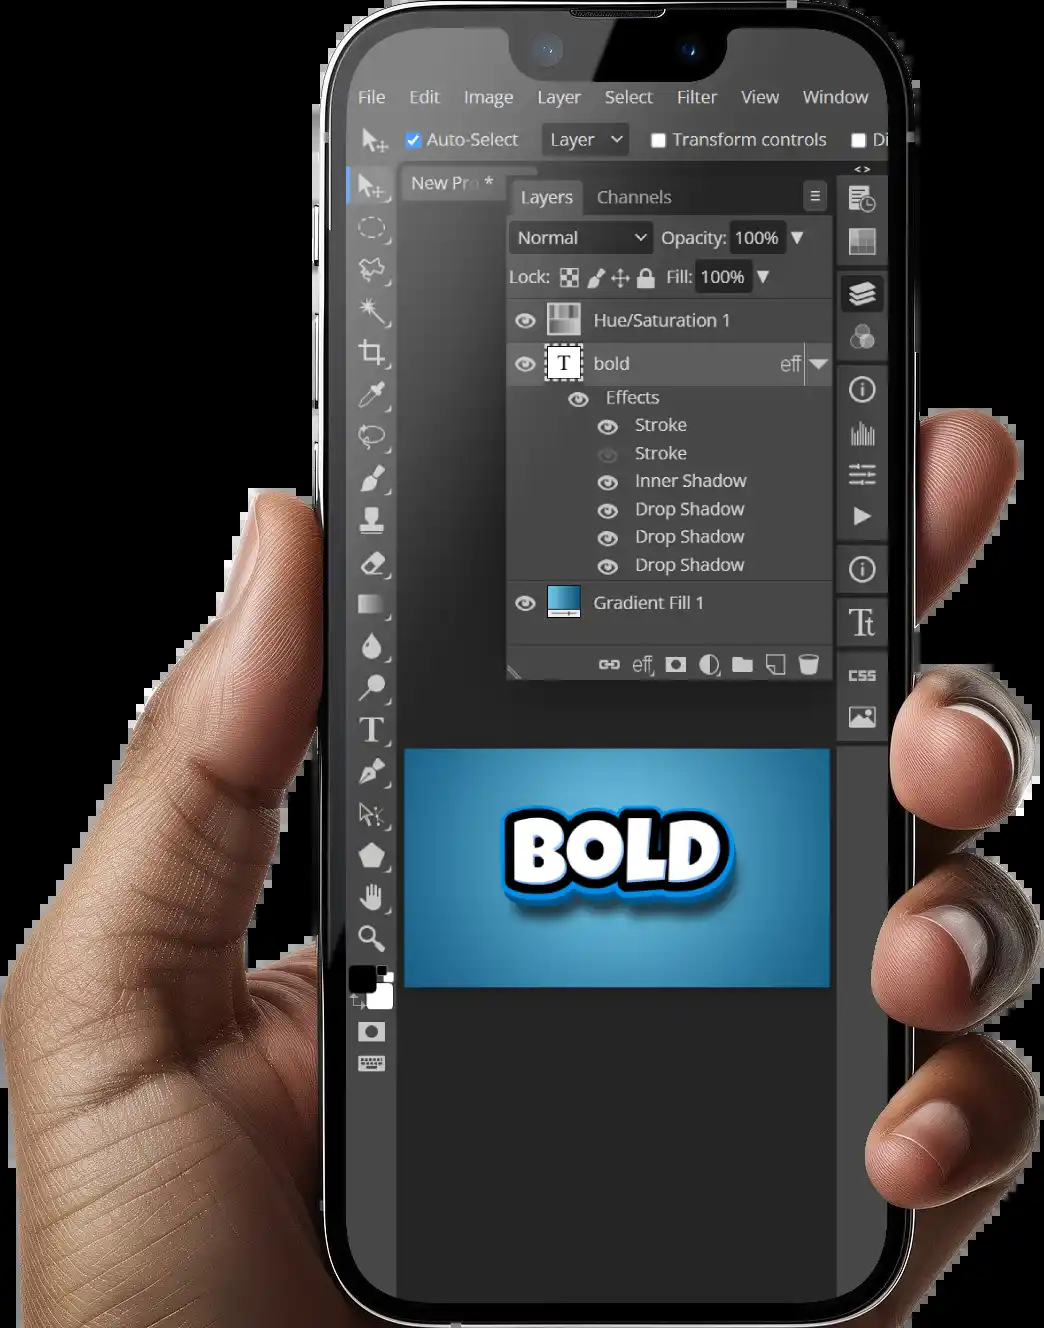 File Edit Image Layer Select Filter View Window
Auto-Select Layer Transform controls Di
New Pro *
Layers Channels
Normal Opacity: 100%
Lock: Fill: 100%
Hue/Saturation 1
T bold eff
Effects
Stroke
Stroke
Inner Shadow
Drop Shadow
Drop Shadow
Drop Shadow
Gradient Fill 1
eff
Tt
CSS
T
BOLD